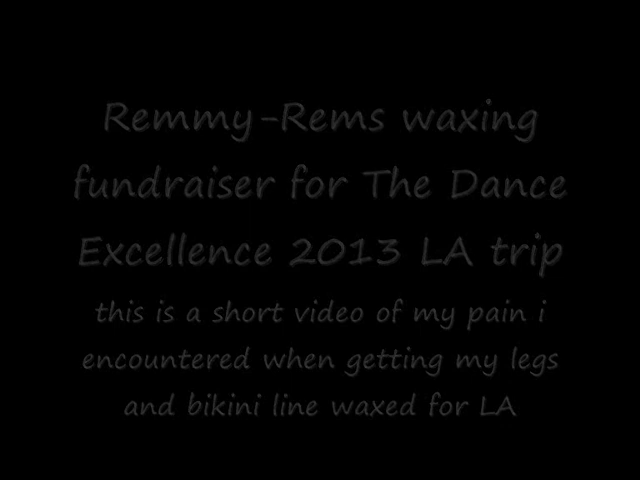 Remmy-Rems waxing
fundraiser for The Dance
Excellence 2013 LA trip
this is a short video of my pain i
encountered when getting my legs
and bikini line waxed for LA